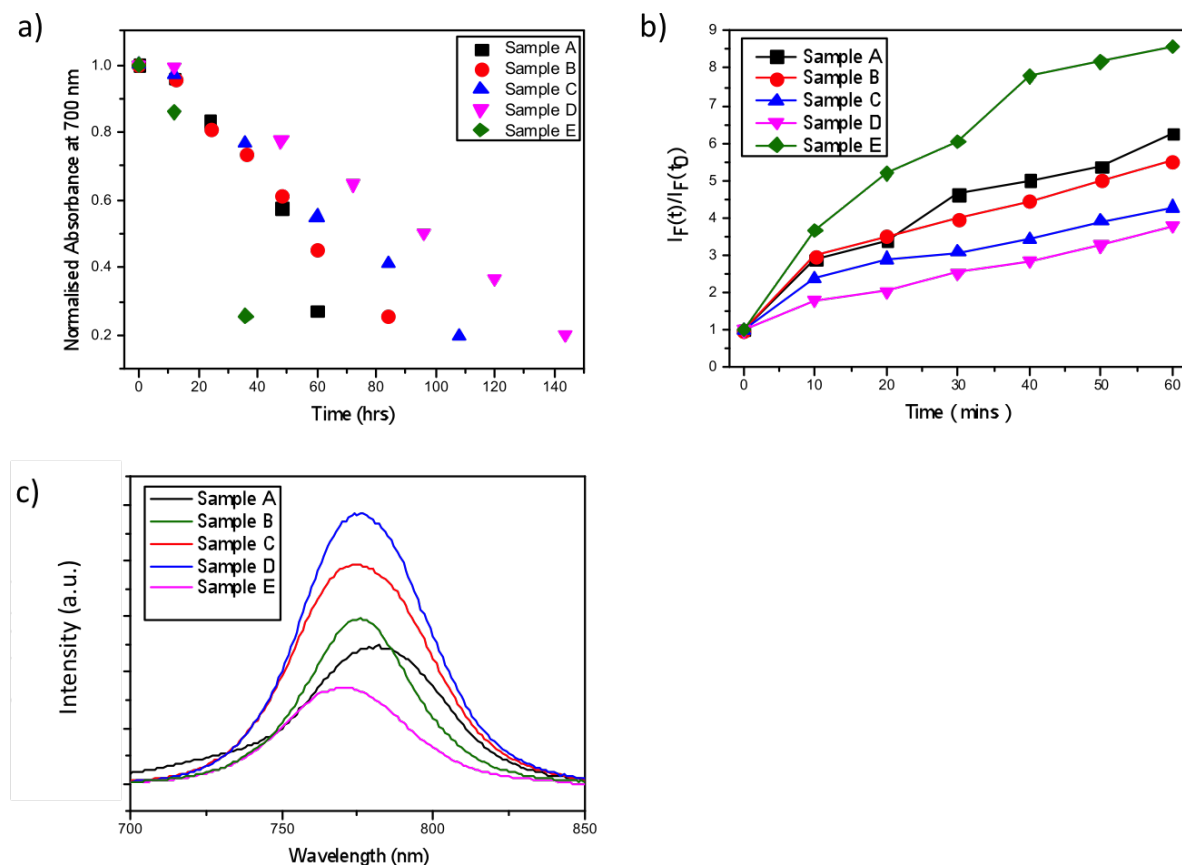 a)
Normalised Absorbance at 700 nm
1.0
0.8
0.6
0.4
0.2
Sample A
Sample B
Sample C
Sample D
Sample E
0 20 40 60 80 100 120 140
Time (hrs)
b)
I_F(t)/I_F(t_0)
9
8
7
6
5
4
3
2
1
0
Sample A
Sample B
Sample C
Sample D
Sample E
0 10 20 30 40 50 60
Time ( mins )
c)
Intensity (a.u.)
Sample A
Sample B
Sample C
Sample D
Sample E
700 750 800 850
Wavelength (nm)